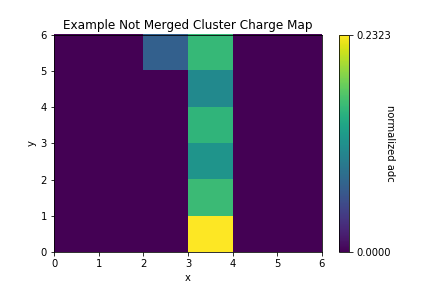 Example Not Merged Cluster Charge Map
6
5
4
3
2
1
0
y
0 1 2 3 4 5 6
x
0.2323
0.0000
normalized adc